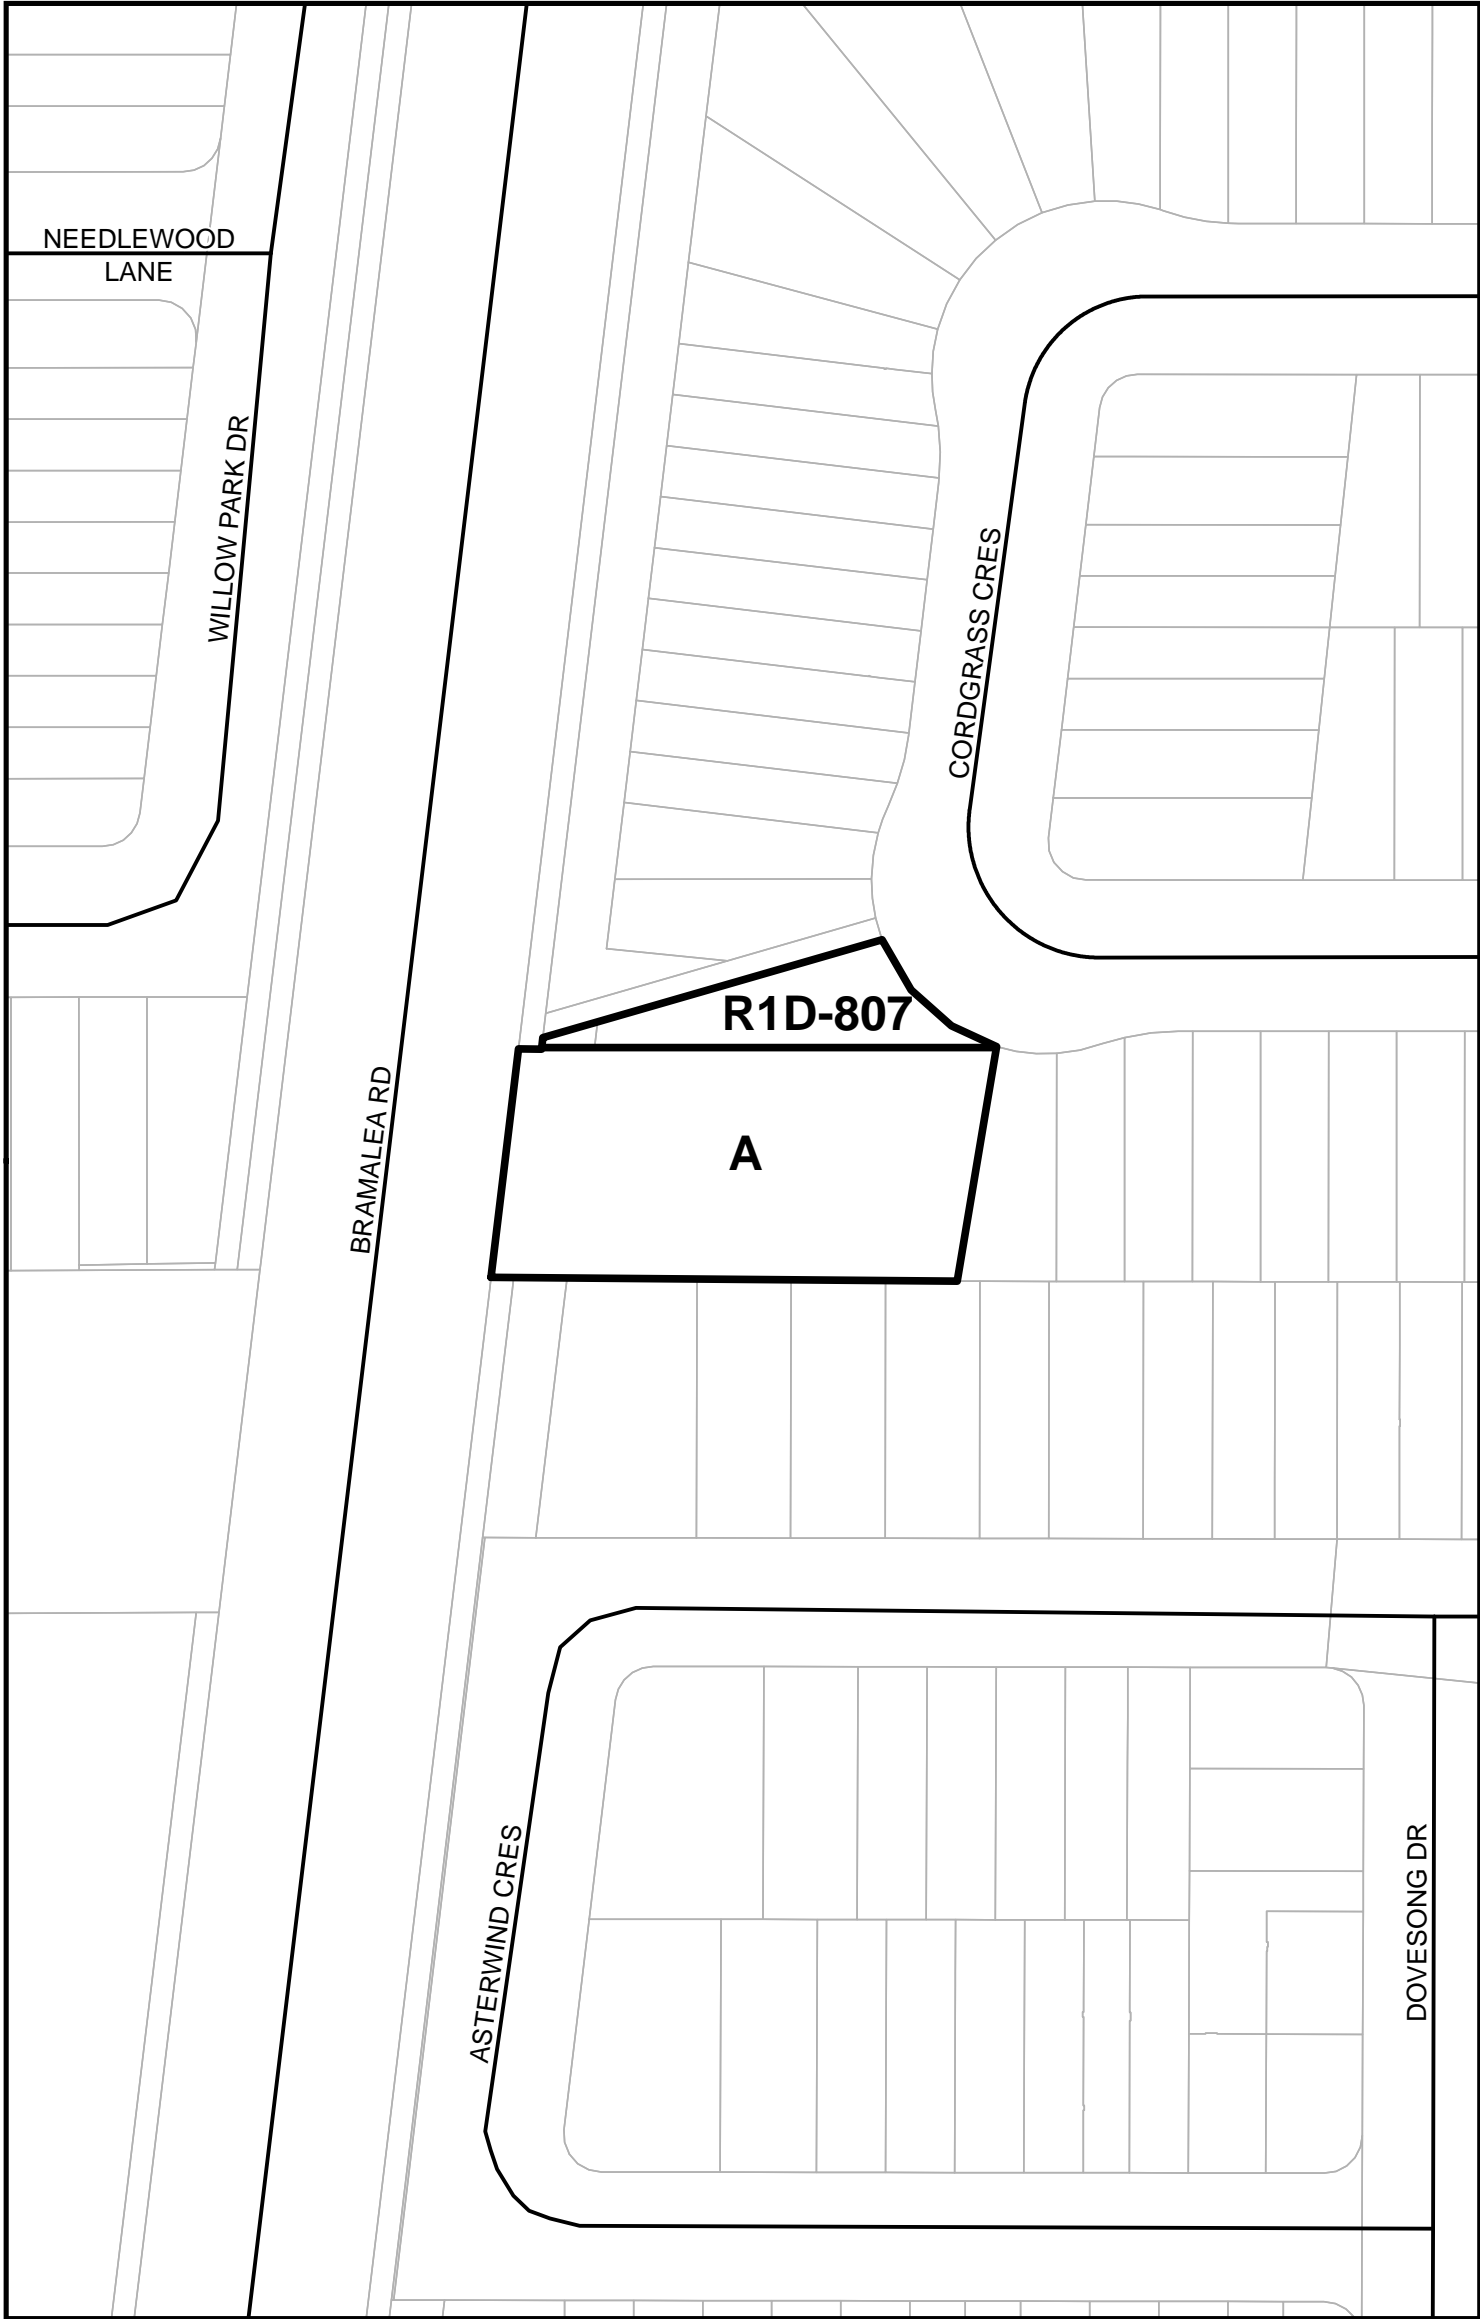 NEEDLEWOOD
LANE
WILLOW PARK DR
CORDGRASS CRES
R1D-807
BRAMALEA RD
A
ASTERWIND CRES
DOVESONG DR